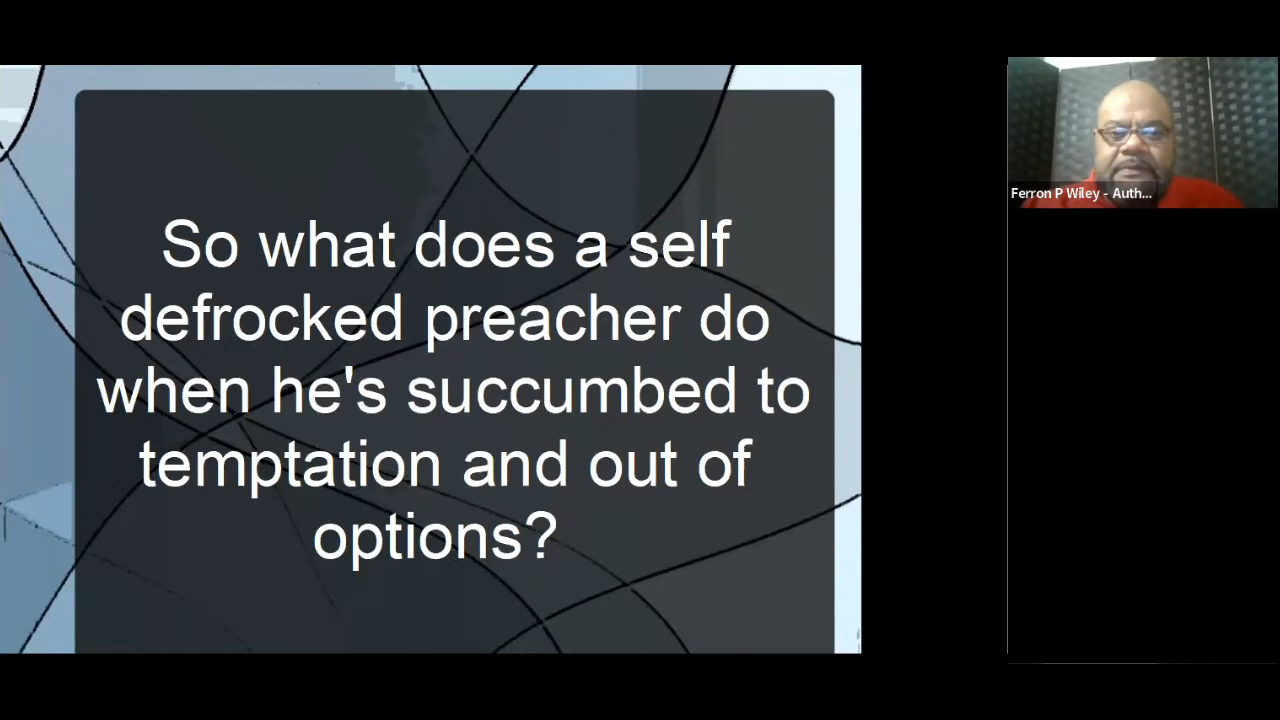 So what does a self
defrocked preacher do
when he's succumbed to
temptation and out of
options?
Ferron P Wiley - Auth...